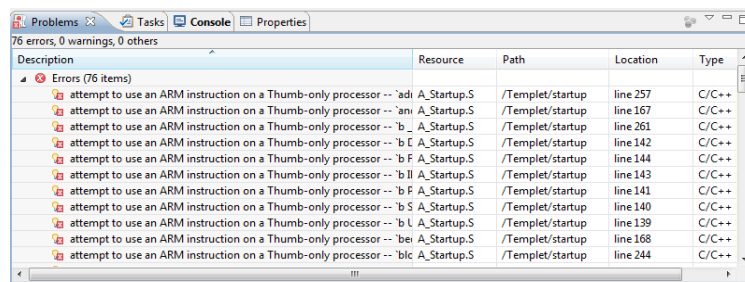 Problems Tasks Console Properties
76 errors, 0 warnings, 0 others
Description Resource Path Location Type
Errors (76 items)
attempt to use an ARM instruction on a Thumb-only processor -- `ad A_Startup.S /Templet/startup line 257 C/C++
attempt to use an ARM instruction on a Thumb-only processor -- `an A_Startup.S /Templet/startup line 167 C/C++
attempt to use an ARM instruction on a Thumb-only processor -- `b _ A_Startup.S /Templet/startup line 261 C/C++
attempt to use an ARM instruction on a Thumb-only processor -- `b D A_Startup.S /Templet/startup line 142 C/C++
attempt to use an ARM instruction on a Thumb-only processor -- `b F A_Startup.S /Templet/startup line 144 C/C++
attempt to use an ARM instruction on a Thumb-only processor -- `b I A_Startup.S /Templet/startup line 143 C/C++
attempt to use an ARM instruction on a Thumb-only processor -- `b P A_Startup.S /Templet/startup line 141 C/C++
attempt to use an ARM instruction on a Thumb-only processor -- `b S A_Startup.S /Templet/startup line 140 C/C++
attempt to use an ARM instruction on a Thumb-only processor -- `b U A_Startup.S /Templet/startup line 139 C/C++
attempt to use an ARM instruction on a Thumb-only processor -- `be A_Startup.S /Templet/startup line 168 C/C++
attempt to use an ARM instruction on a Thumb-only processor -- `blc A_Startup.S /Templet/startup line 244 C/C++